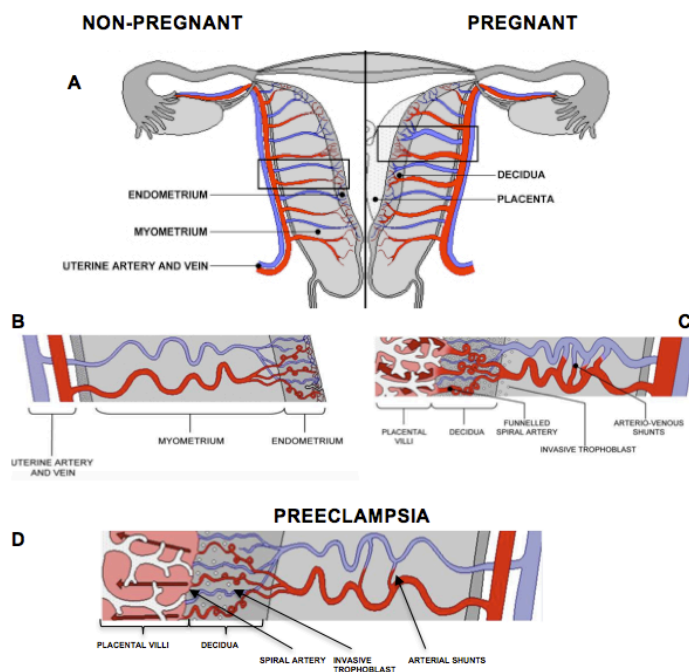 NON-PREGNANT
PREGNANT
A
ENDOMETRIUM
DECIDUA
PLACENTA
MYOMETRIUM
UTERINE ARTERY AND VEIN
B
C
MYOMETRIUM
ENDOMETRIUM
UTERINE ARTERY
AND VEIN
PLACENTAL
VILLI
DECIDUA
FUNNELLED
SPIRAL ARTERY
ARTERIO-VENOUS
SHUNTS
INVASIVE TROPHOBLAST
PREECLAMPSIA
D
PLACENTAL VILLI
DECIDUA
SPIRAL ARTERY
INVASIVE
TROPHOBLAST
ARTERIAL SHUNTS